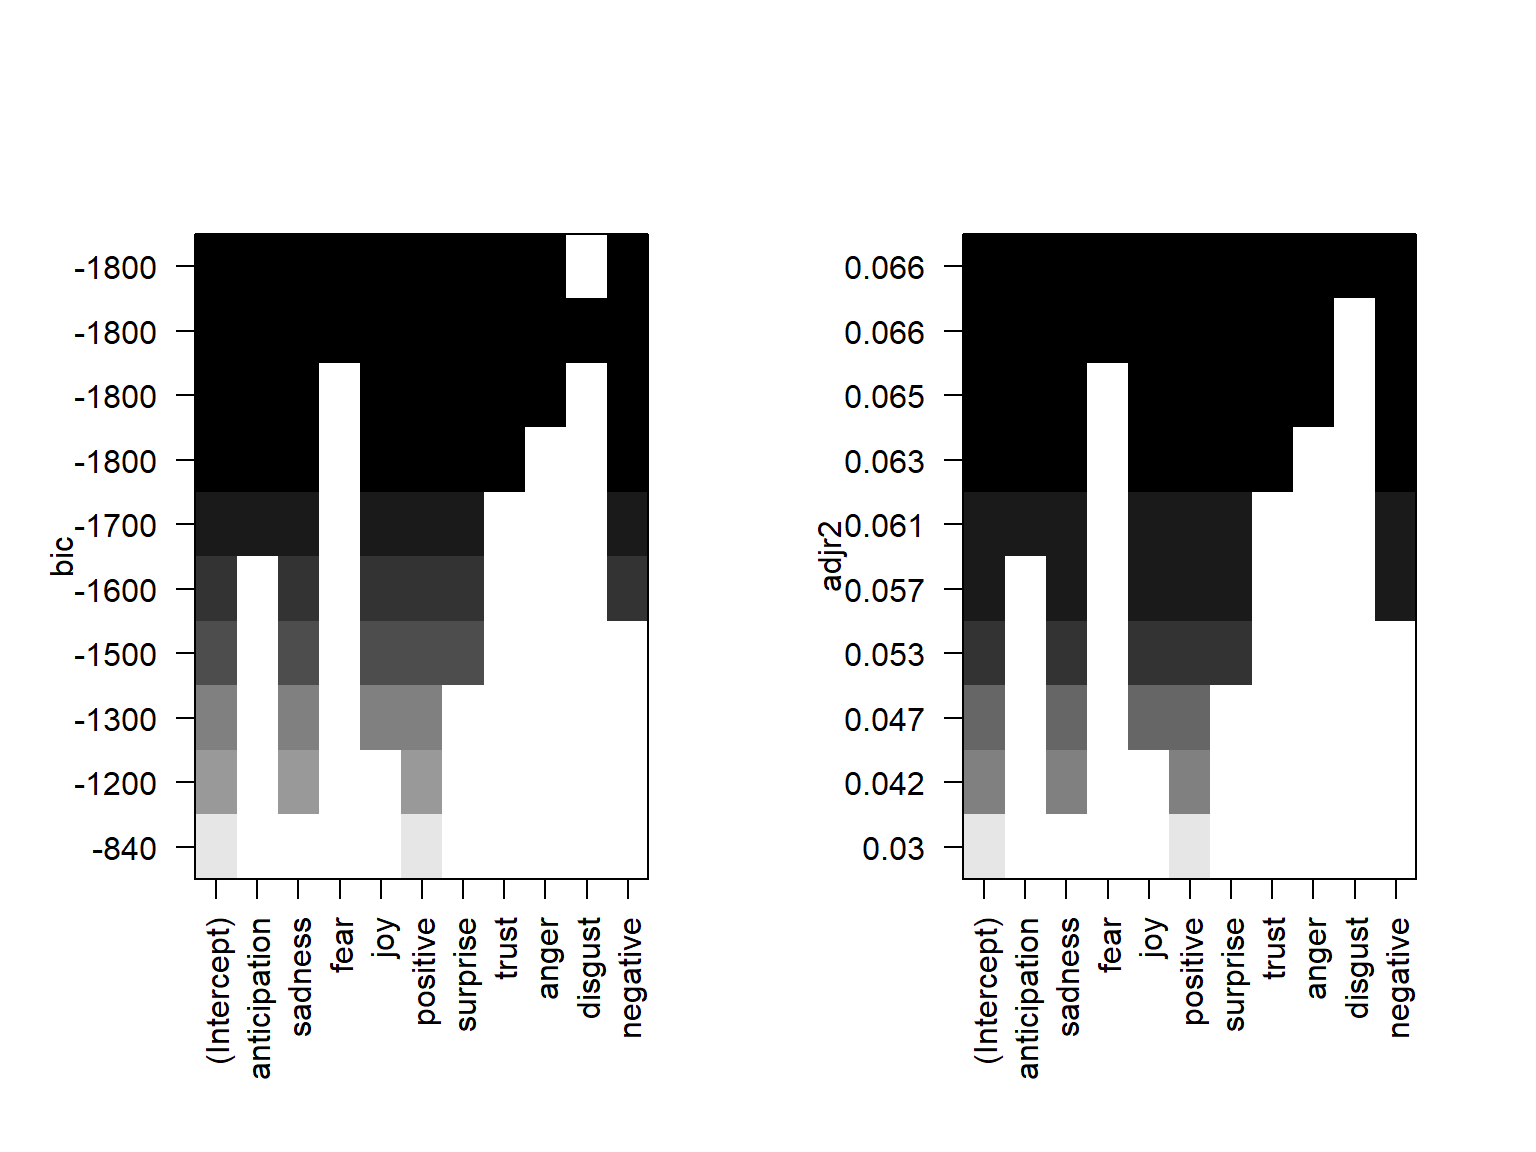 bic
-1800
-1800
-1800
-1800
-1700
-1600
-1500
-1300
-1200
-840
(Intercept)
anticipation
sadness
fear
joy
positive
surprise
trust
anger
disgust
negative
adjr2
0.066
0.066
0.065
0.063
0.061
0.057
0.053
0.047
0.042
0.03
(Intercept)
anticipation
sadness
fear
joy
positive
surprise
trust
anger
disgust
negative